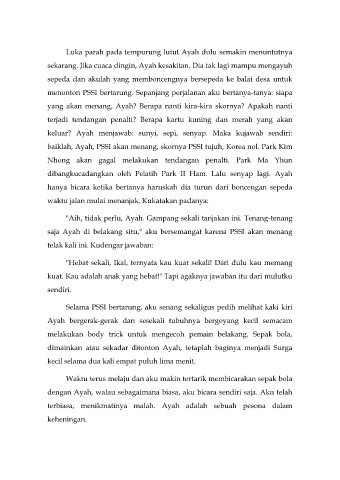 Luka parah pada tempurung lutut Ayah dulu semakin menuntutnya
sekarang. Jika cuaca dingin, Ayah kesakitan. Dia tak lagi mampu mengayuh
sepeda dan akulah yang memboncengnya bersepeda ke balai desa untuk
menonton PSSI bertarung. Sepanjang perjalanan aku bertanya-tanya: siapa
yang akan menang, Ayah? Berapa nanti kira-kira skornya? Apakah nanti
terjadi tendangan penalti? Berapa kartu kuning dan merah yang akan
keluar? Ayah menjawab: sunyi, sepi, senyap. Maka kujawab sendiri:
baiklah, Ayah, PSSI akan menang, skornya PSSI tujuh, Korea nol. Park Kim
Nhong akan gagal melakukan tendangan penalti. Park Ma Yhun
dibangkucadangkan oleh Pelatih Park Il Ham. Lalu senyap lagi. Ayah
hanya bicara ketika bertanya haruskah dia turun dari boncengan sepeda
waktu jalan mulai menanjak. Kukatakan padanya:
"Aih, tidak perlu, Ayah. Gampang sekali tanjakan ini. Tenang-tenang
saja Ayah di belakang situ," aku bersemangat karena PSSI akan menang
telak kali ini. Kudengar jawaban:
"Hebat sekali, Ikal, ternyata kau kuat sekali! Dari dulu kau memang
kuat. Kau adalah anak yang hebat!" Tapi agaknya jawaban itu dari mulutku
sendiri.
Selama PSSI bertarung, aku senang sekaligus pedih melihat kaki kiri
Ayah bergerak-gerak dan sesekali tubuhnya bergoyang kecil semacam
melakukan body trick untuk mengecoh pemain belakang. Sepak bola,
dimainkan atau sekadar ditonton Ayah, tetaplah baginya menjadi Surga
kecil selama dua kali empat puluh lima menit.
Waktu terus melaju dan aku makin tertarik membicarakan sepak bola
dengan Ayah, walau sebagaimana biasa, aku bicara sendiri saja. Aku telah
terbiasa, menikmatinya malah. Ayah adalah sebuah pesona dalam
keheningan.